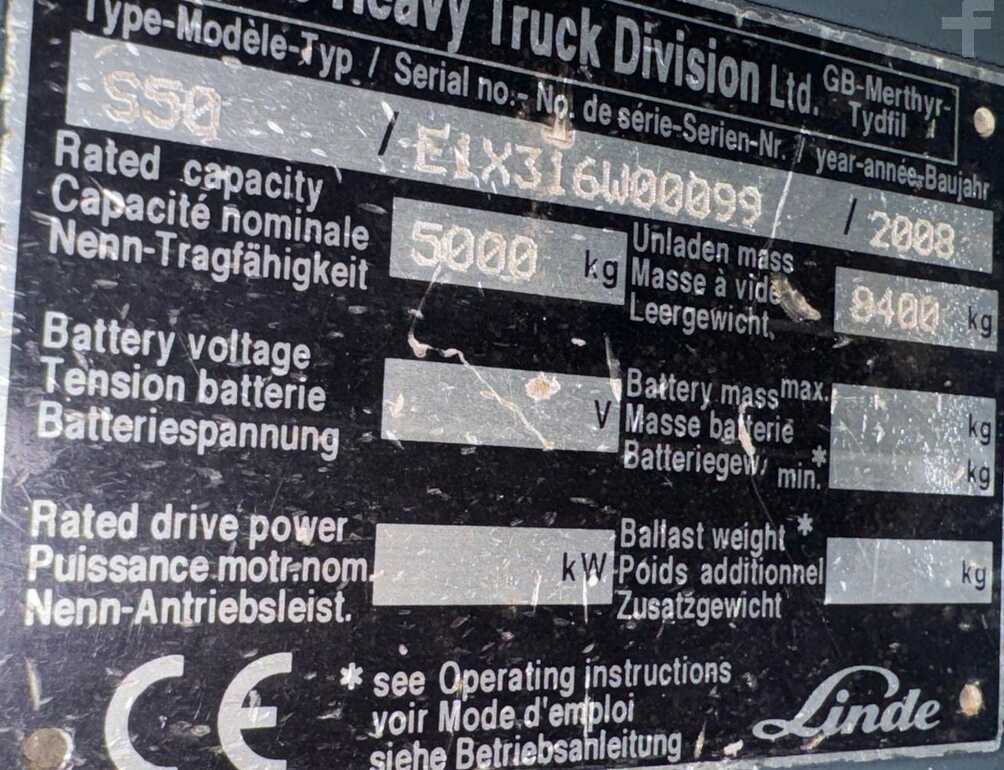 Heavy Truck Division Ltd. GB-Merthyr-
Tydfil
Type-Modèle-Typ / Serial no:- No. de série-Serien-Nr. / year-année-Baujahr
S50 / E1X316W00099 / 2008
Rated capacity
Capacité nominale
Nenn-Tragfähigkeit
5000 kg
Unladen mass
Masse à vide
Leergewicht
9400 kg
Battery voltage
Tension batterie
Batteriespannung
V
Battery mass max.
Masse batterie
Batteriegew. min.*
kg
kg
Rated drive power
Puissance motr.nom.
Nenn-Antriebsleist.
kW
Ballast weight *
Poids additionnel
Zusatzgewicht
kg
CE
* see Operating instructions
voir Mode d'emploi
siehe Betriebsanleitung
Linde
f